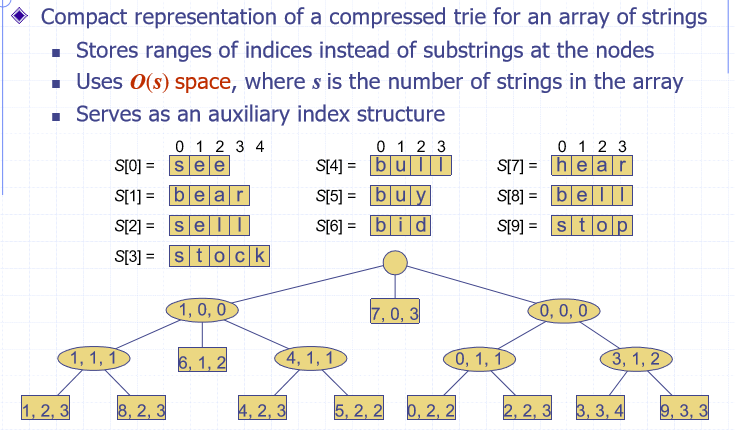 Compact representation of a compressed trie for an array of strings
Stores ranges of indices instead of substrings at the nodes
Uses O(s) space, where s is the number of strings in the array
Serves as an auxiliary index structure
0 1 2 3 4 0 1 2 3 0 1 2 3
S[0] = s e e S[4] = b u l l S[7] = h e a r
S[1] = b e a r S[5] = b u y S[8] = b e l l
S[2] = s e l l S[6] = b i d S[9] = s t o p
S[3] = s t o c k
1, 0, 0 7, 0, 3 0, 0, 0
1, 1, 1 6, 1, 2 4, 1, 1 0, 1, 1 3, 1, 2
1, 2, 3 8, 2, 3 4, 2, 3 5, 2, 2 0, 2, 2 2, 2, 3 3, 3, 4 9, 3, 3